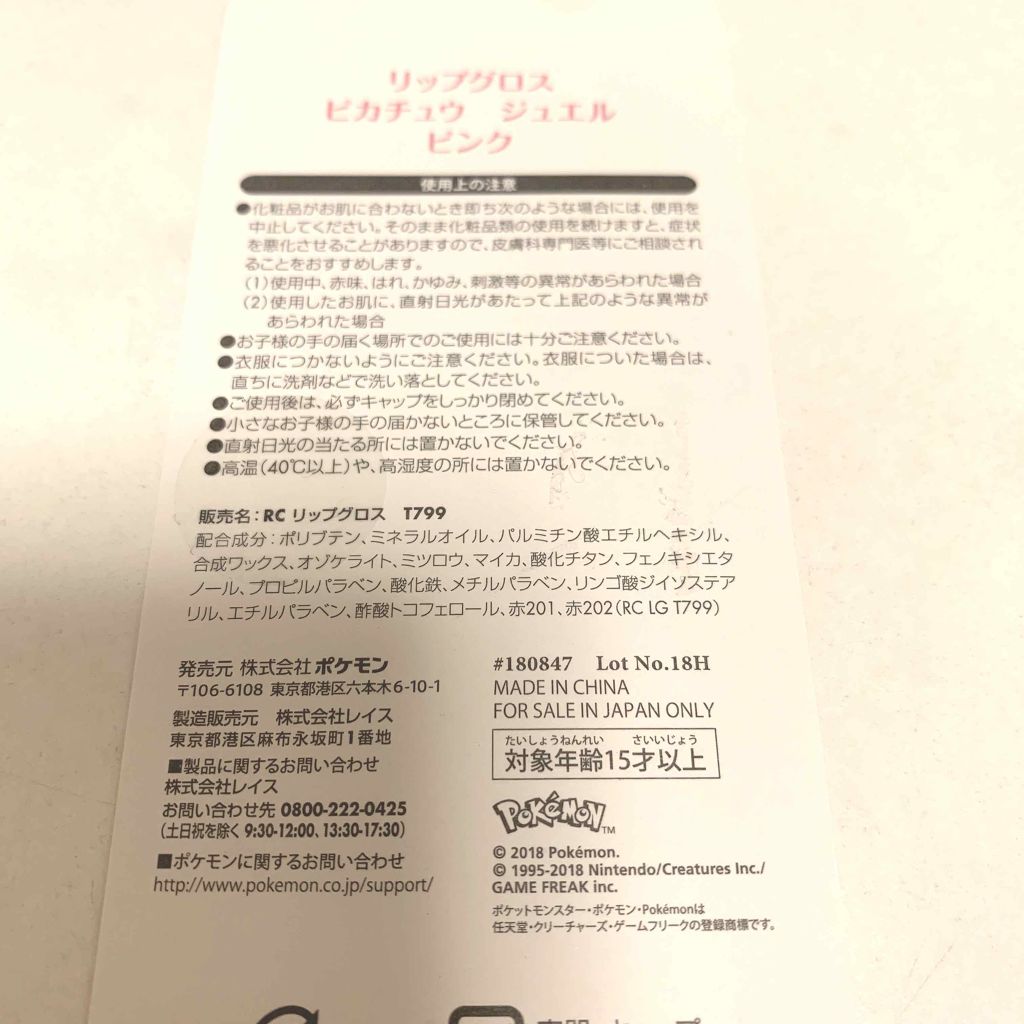 リップグロス
ピカチュウ　ジュエル
ピンク
使用上の注意
●化粧品がお肌に合わないとき即ち次のような場合には、使用を
中止してください。そのまま化粧品類の使用を続けますと、症状
を悪化させることがありますので、皮膚科専門医等にご相談され
ることをおすすめします。
(1)使用中、赤味、はれ、かゆみ、刺激等の異常があらわれた場合
(2)使用したお肌に、直射日光があたって上記のような異常が
あらわれた場合
●お子様の手の届く場所でのご使用には十分ご注意ください。
●衣服につかないようにご注意ください。衣服についた場合は、
直ちに洗剤などで洗い落としてください。
●ご使用後は、必ずキャップをしっかり閉めてください。
●小さなお子様の手の届かないところに保管してください。
●直射日光の当たる所には置かないでください。
●高温(40℃以上)や、高湿度の所には置かないでください。
販売名:RC リップグロス　T799
配合成分:ポリブテン、ミネラルオイル、パルミチン酸エチルヘキシル、
合成ワックス、オゾケライト、ミツロウ、マイカ、酸化チタン、フェノキシエタ
ノール、プロピルパラベン、酸化鉄、メチルパラベン、リンゴ酸ジイソステア
リル、エチルパラベン、酢酸トコフェロール、赤201、赤202(RC LG T799)
発売元 株式会社ポケモン
〒106-6108 東京都港区六本木6-10-1
製造販売元　株式会社レイス
東京都港区麻布永坂町1番地
■製品に関するお問い合わせ
株式会社レイス
お問い合わせ先 0800-222-0425
(土日祝を除く 9:30-12:00、13:30-17:30)
■ポケモンに関するお問い合わせ
http://www.pokemon.co.jp/support/
#180847　Lot No.18H
MADE IN CHINA
FOR SALE IN JAPAN ONLY
たいしょうねんれい　さいいじょう
対象年齢15才以上
POKéMON™
© 2018 Pokémon.
© 1995-2018 Nintendo/Creatures Inc./
GAME FREAK inc.
ポケットモンスター・ポケモン・Pokémonは
任天堂・クリーチャーズ・ゲームフリークの登録商標です。